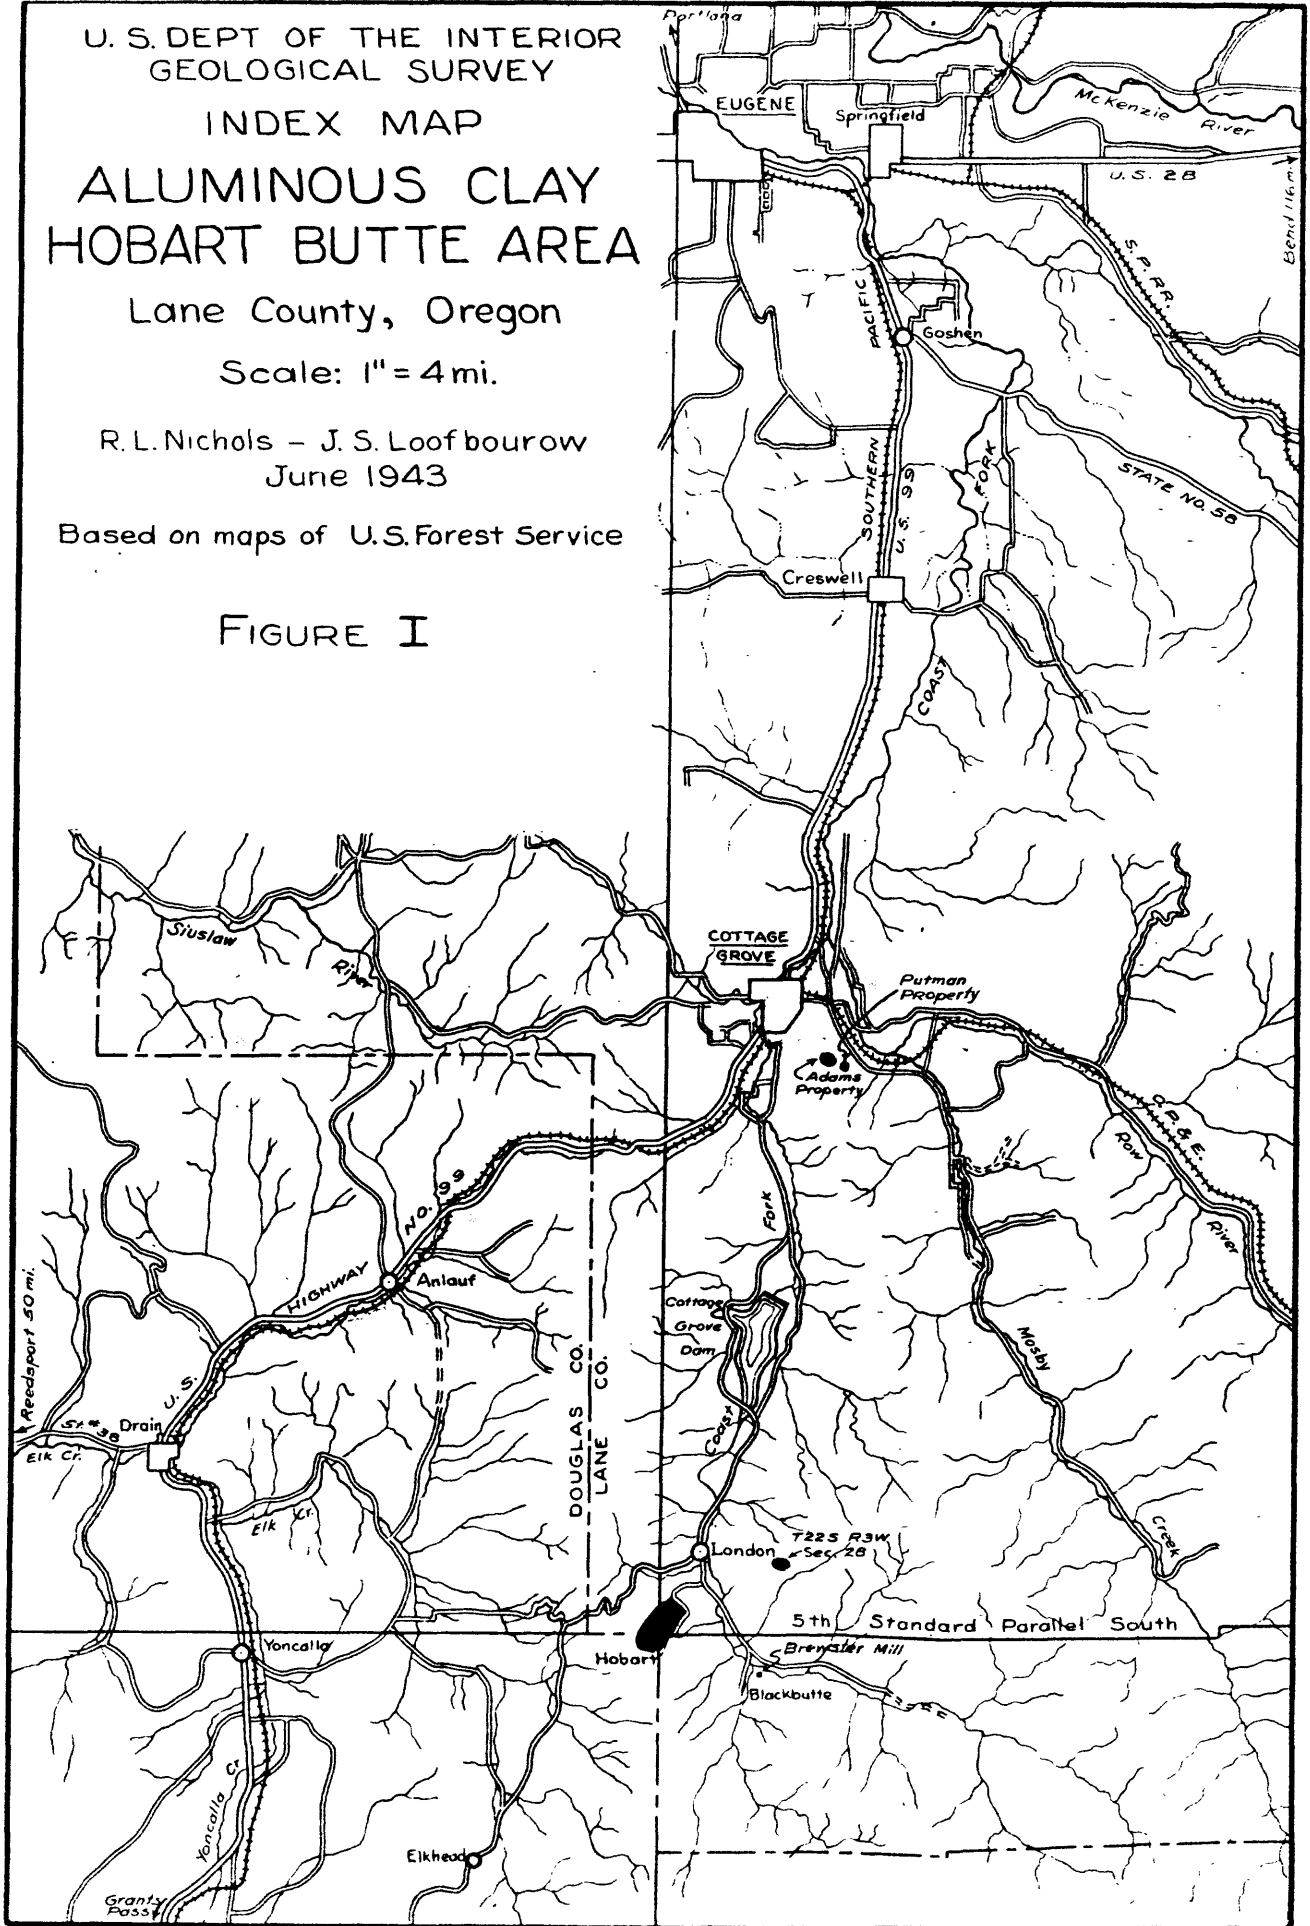 U. S. DEPT OF THE INTERIOR
GEOLOGICAL SURVEY
INDEX MAP
ALUMINOUS CLAY
HOBART BUTTE AREA
Lane County, Oregon
Scale: 1" = 4 mi.
R. L. Nichols – J. S. Loofbourow
June 1943
Based on maps of U.S. Forest Service
FIGURE I
Portland
EUGENE
Springfield
McKenzie River
U.S. 28
Bend 116 mi.
S. P. RR.
PACIFIC
Goshen
SOUTHERN
U.S. 99
FORK
STATE NO. 58
Creswell
COAST
Siuslaw
River
COTTAGE
GROVE
Putman
Property
Adams
Property
O. P. & E.
Row
River
Fork
NO. 99
HIGHWAY
Anlauf
Cottage
Grove
Dam
Mosby
Reedsport 50 mi.
U. S.
St. # 38
Drain
Elk Cr.
DOUGLAS CO.
LANE CO.
Coast
Elk Cr.
London
T22S R3W
Sec. 28
Creek
5th Standard Parallel South
Yoncalla
Hobart
Brewster Mill
Blackbutte
Yoncalla Cr.
Elkhead
Grants
Pass